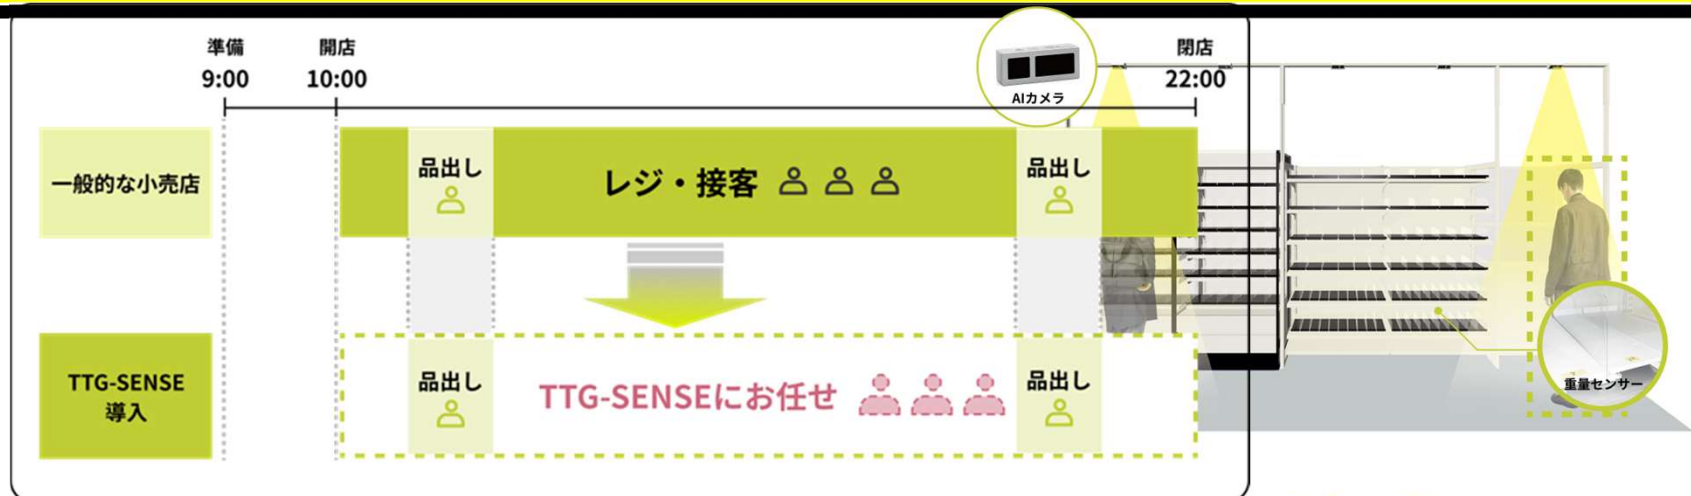 準備
9:00
開店
10:00
AIカメラ
閉店
22:00
一般的な小売店
品出し
レジ・接客
品出し
TTG-SENSE
導入
品出し
TTG-SENSEにお任せ
品出し
重量センサー